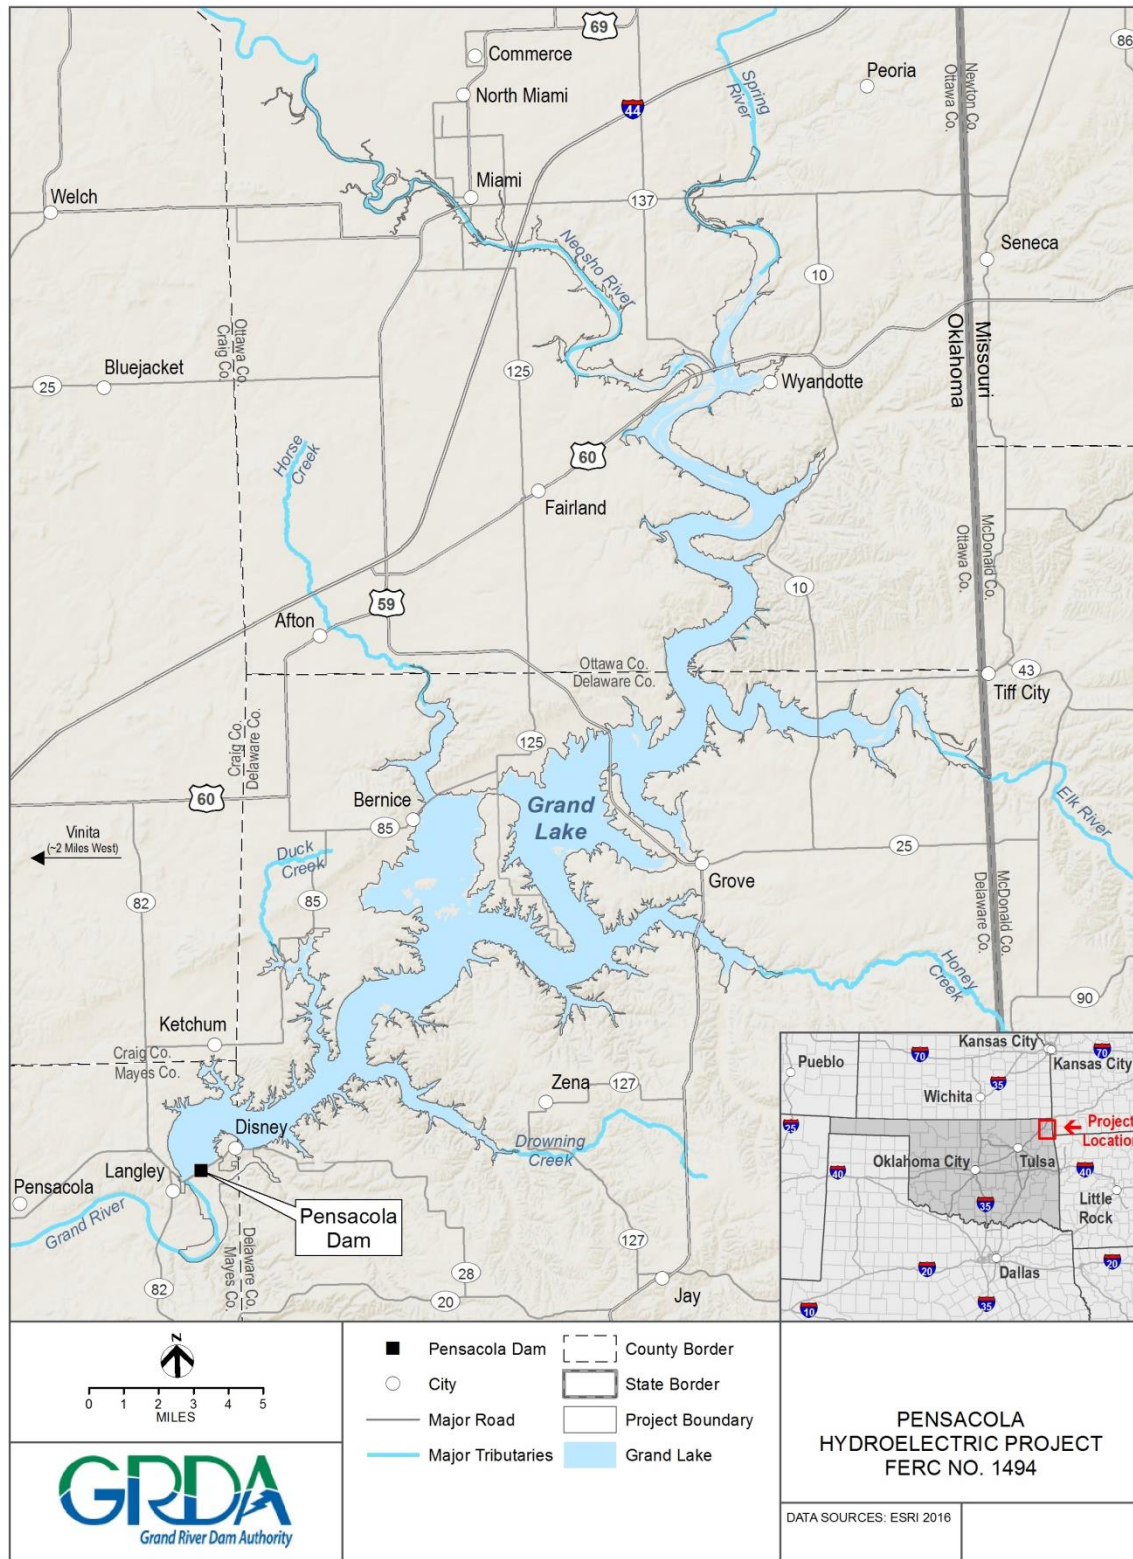 69
86
Commerce
Peoria
North Miami
44
Spring
River
Newton Co.
Ottawa Co.
Welch
Miami
137
Neosho River
Seneca
10
Ottawa Co.
Craig Co.
Missouri
Oklahoma
25
Bluejacket
125
Wyandotte
Horse
Creek
60
Fairland
McDonald Co.
Ottawa Co.
10
59
Afton
Ottawa Co.
Delaware Co.
43
Tiff City
Craig Co.
Delaware Co.
125
60
Bernice
85
Grand
Lake
Elk River
Vinita
(~2 Miles West)
Duck
Creek
25
Grove
82
85
McDonald Co.
Delaware Co.
Honey
Creek
90
Ketchum
Craig Co.
Mayes Co.
Zena
127
Disney
Drowning
Creek
Langley
Pensacola
Grand River
Pensacola
Dam
Delaware Co.
Mayes Co.
127
82
28
20
Jay
Kansas City
70
70
Pueblo
Kansas City
35
Wichita
25
Project
Location
Tulsa
40
Oklahoma City
40
35
Little
Rock
20
Dallas
20
10
35
N
0 1 2 3 4 5
MILES
GRDA
Grand River Dam Authority
Pensacola Dam
City
Major Road
Major Tributaries
County Border
State Border
Project Boundary
Grand Lake
PENSACOLA
HYDROELECTRIC PROJECT
FERC NO. 1494
DATA SOURCES: ESRI 2016